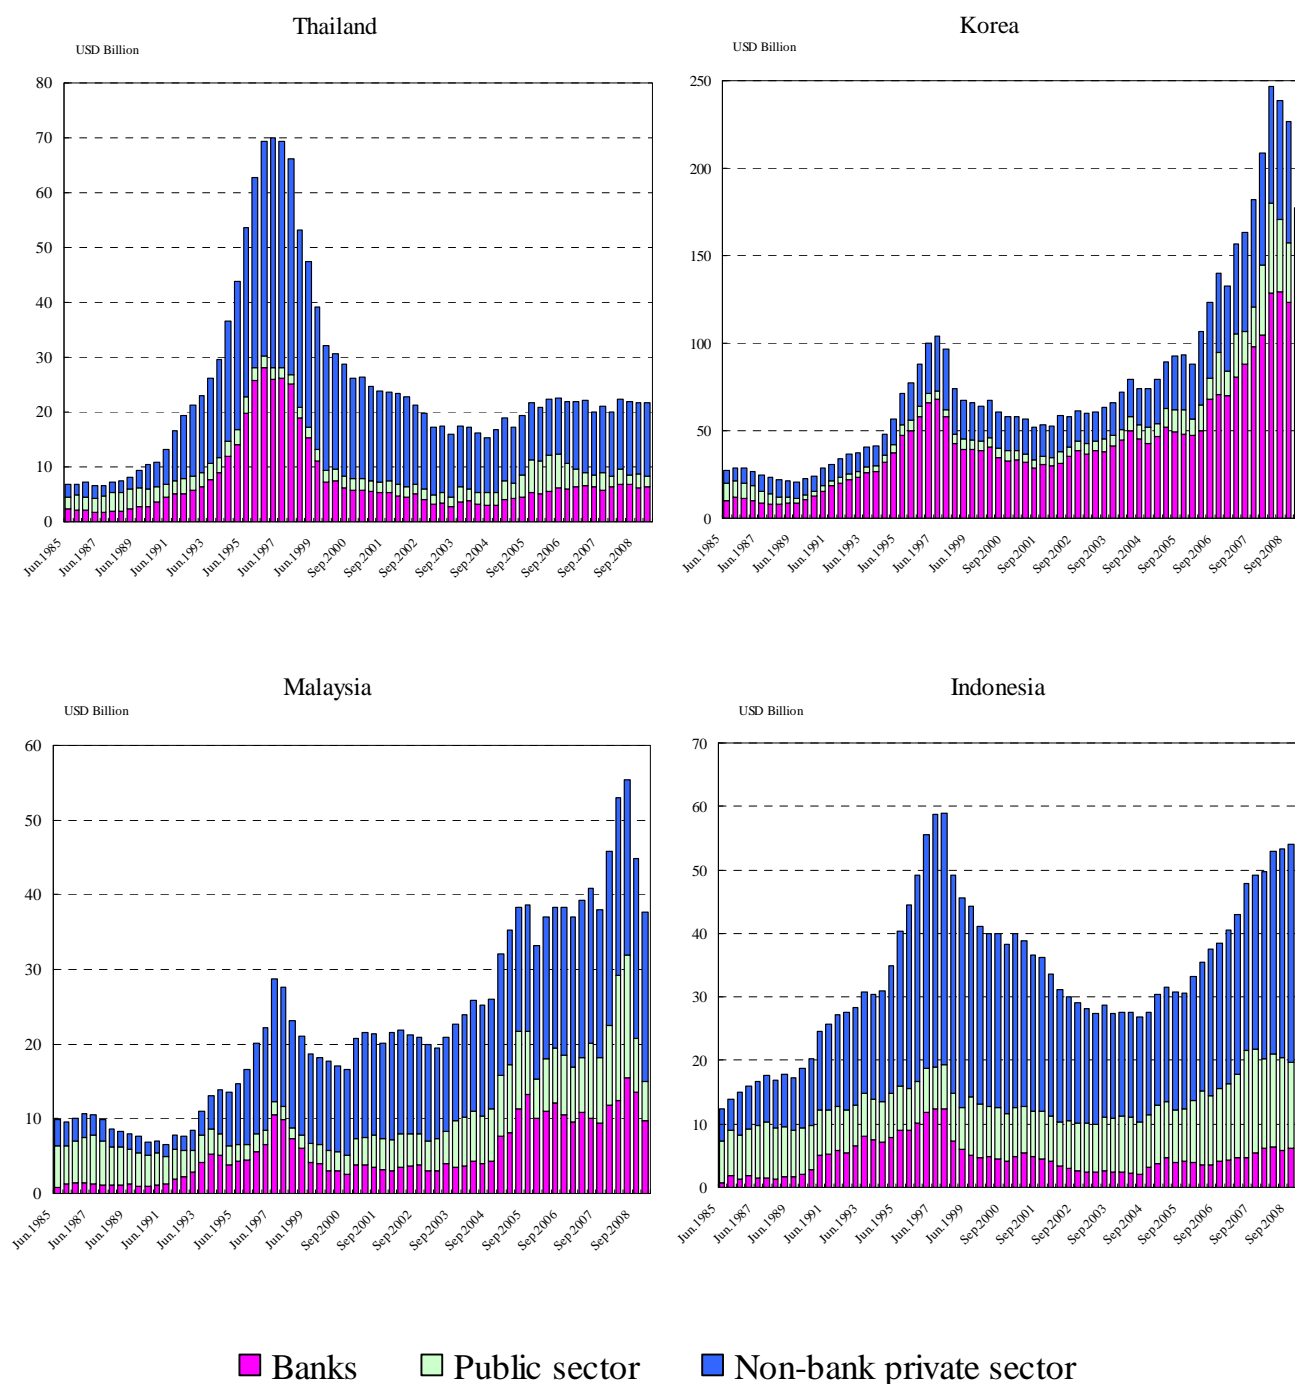 Thailand
USD Billion
80
70
60
50
40
30
20
10
0
Jun.1985
Jun.1987
Jun.1989
Jun.1991
Jun.1993
Jun.1995
Jun.1997
Jun.1999
Sep.2000
Sep.2001
Sep.2002
Sep.2003
Sep.2004
Sep.2005
Sep.2006
Sep.2007
Sep.2008
Korea
USD Billion
250
200
150
100
50
0
Jun.1985
Jun.1987
Jun.1989
Jun.1991
Jun.1993
Jun.1995
Jun.1997
Jun.1999
Sep.2000
Sep.2001
Sep.2002
Sep.2003
Sep.2004
Sep.2005
Sep.2006
Sep.2007
Sep.2008
Malaysia
USD Billion
60
50
40
30
20
10
0
Jun.1985
Jun.1987
Jun.1989
Jun.1991
Jun.1993
Jun.1995
Jun.1997
Jun.1999
Sep.2000
Sep.2001
Sep.2002
Sep.2003
Sep.2004
Sep.2005
Sep.2006
Sep.2007
Sep.2008
Indonesia
USD Billion
70
60
50
40
30
20
10
0
Jun.1985
Jun.1987
Jun.1989
Jun.1991
Jun.1993
Jun.1995
Jun.1997
Jun.1999
Sep.2000
Sep.2001
Sep.2002
Sep.2003
Sep.2004
Sep.2005
Sep.2006
Sep.2007
Sep.2008
Banks
Public sector
Non-bank private sector